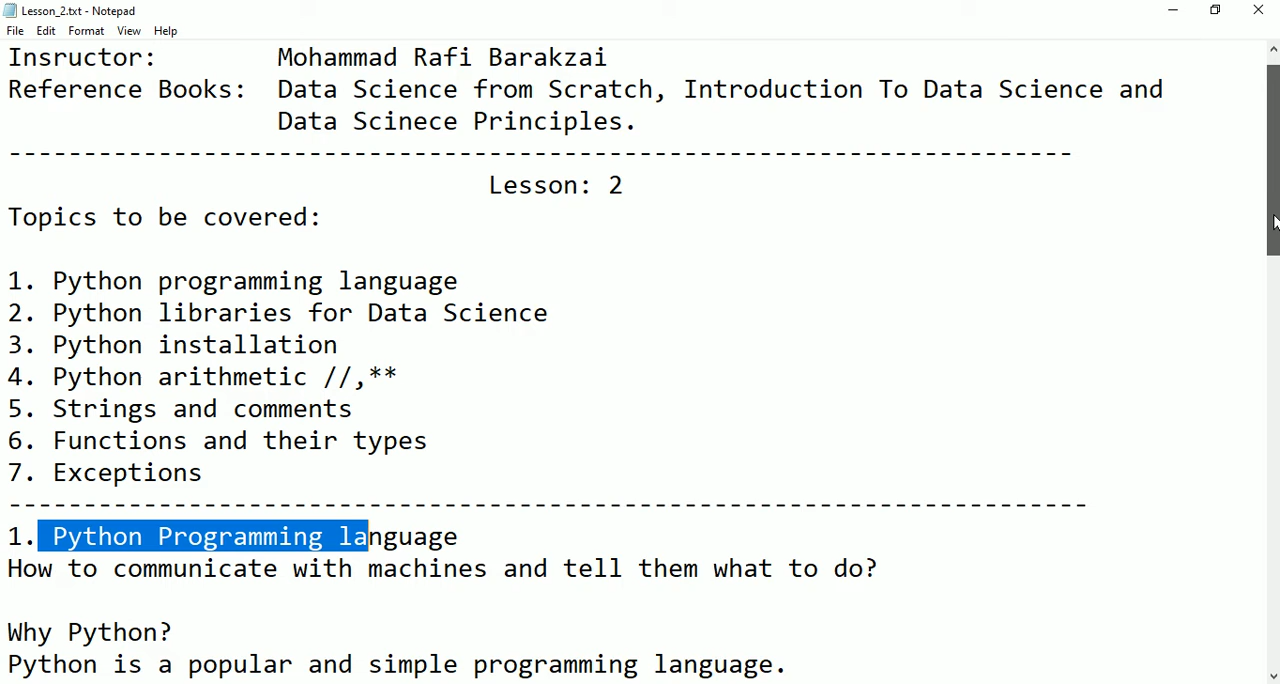 Lesson_2.txt - Notepad
File Edit Format View Help
Insructor: Mohammad Rafi Barakzai
Reference Books: Data Science from Scratch, Introduction To Data Science and
Data Scinece Principles.
-----------------------------------------------------------------------
Lesson: 2
Topics to be covered:
1. Python programming language
2. Python libraries for Data Science
3. Python installation
4. Python arithmetic //,**
5. Strings and comments
6. Functions and their types
7. Exceptions
------------------------------------------------------------------------
1. Python Programming language
How to communicate with machines and tell them what to do?
Why Python?
Python is a popular and simple programming language.